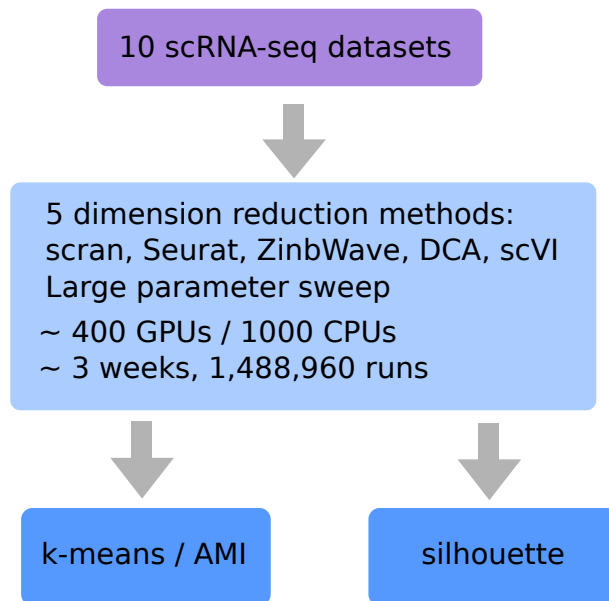 10 scRNA-seq datasets
5 dimension reduction methods:
scran, Seurat, ZinbWave, DCA, scVI
Large parameter sweep
~ 400 GPUs / 1000 CPUs
~ 3 weeks, 1,488,960 runs
k-means / AMI
silhouette